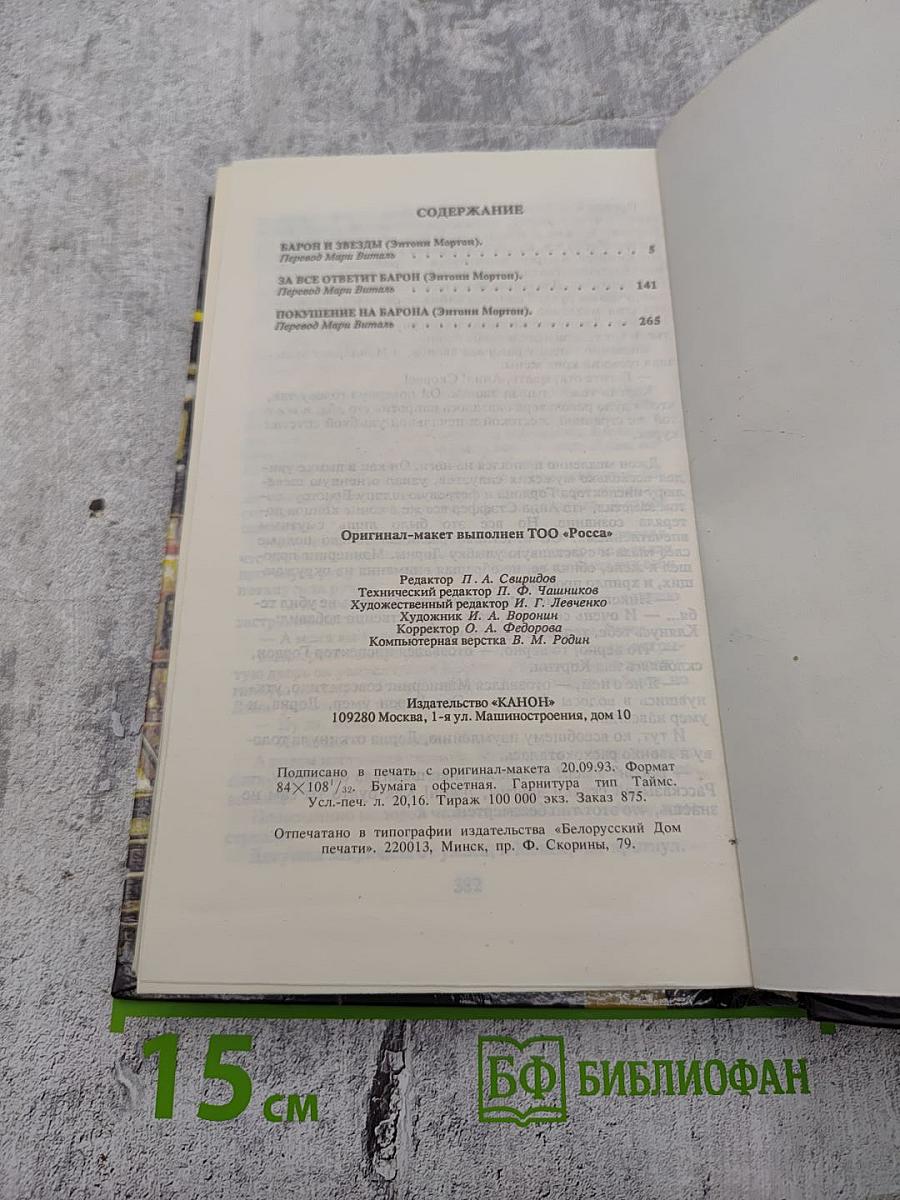 СОДЕРЖАНИЕ
БАРОН И ЗВЕЗДЫ (Энтони Мортон).
Перевод Мари Виталь . . . . . . . . . . . . . . . . 5
ЗА ВСЕ ОТВЕТИТ БАРОН (Энтони Мортон).
Перевод Мари Виталь . . . . . . . . . . . . . . . . 141
ПОКУШЕНИЕ НА БАРОНА (Энтони Мортон).
Перевод Мари Виталь . . . . . . . . . . . . . . . . 265
Оригинал-макет выполнен ТОО «Росса»
Редактор П. А. Свиридов
Технический редактор П. Ф. Чашников
Художественный редактор И. Г. Левченко
Художник И. А. Воронин
Корректор О. А. Федорова
Компьютерная верстка В. М. Родин
Издательство «КАНОН»
109280 Москва, 1-я ул. Машиностроения, дом 10
Подписано в печать с оригинал-макета 20.09.93. Формат
84×108¹/₃₂. Бумага офсетная. Гарнитура тип Таймс.
Усл.-печ. л. 20,16. Тираж 100 000 экз. Заказ 875.
Отпечатано в типографии издательства «Белорусский Дом
печати». 220013, Минск, пр. Ф. Скорины, 79.
382
15 см
БФ БИБЛИОФАН